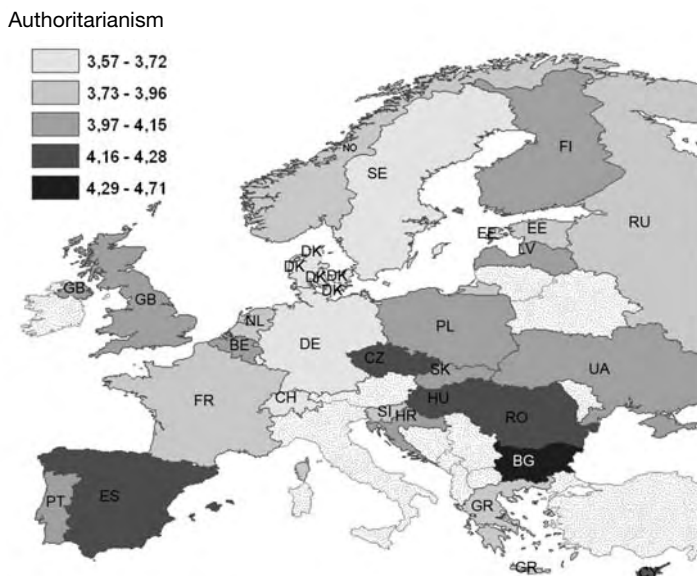 Authoritarianism
3,57 - 3,72
3,73 - 3,96
3,97 - 4,15
4,16 - 4,28
4,29 - 4,71
NO
SE
FI
RU
EE
EE
LV
DK
DK
DK
DK
DK
GB
GB
NL
BE
DE
PL
CZ
SK
UA
FR
CH
HU
SI
HR
RO
BG
PT
ES
GR
GR
CY